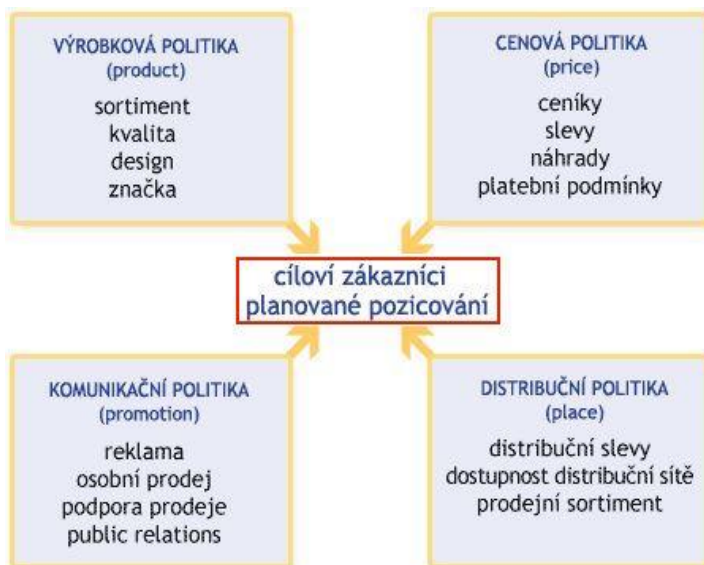 VÝROBKOVÁ POLITIKA
(product)
sortiment
kvalita
design
značka
CENOVÁ POLITIKA
(price)
ceníky
slevy
náhrady
platební podmínky
cíloví zákazníci
planované pozicování
KOMUNIKAČNÍ POLITIKA
(promotion)
reklama
osobní prodej
podpora prodeje
public relations
DISTRIBUČNÍ POLITIKA
(place)
distribuční slevy
dostupnost distribuční sítě
prodejní sortiment